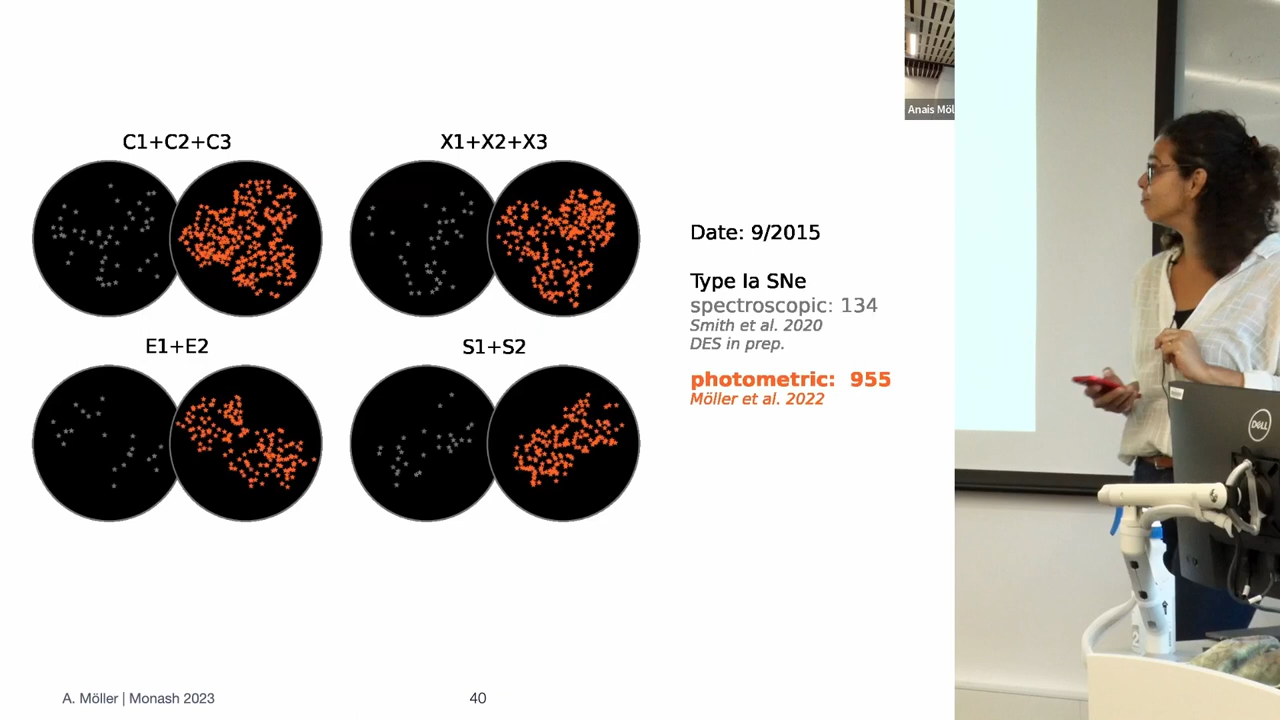 C1+C2+C3
X1+X2+X3
E1+E2
S1+S2
Date: 9/2015
Type Ia SNe
spectroscopic: 134
Smith et al. 2020
DES in prep.
photometric: 955
Möller et al. 2022
A. Möller | Monash 2023
40
Anais Möl
DELL